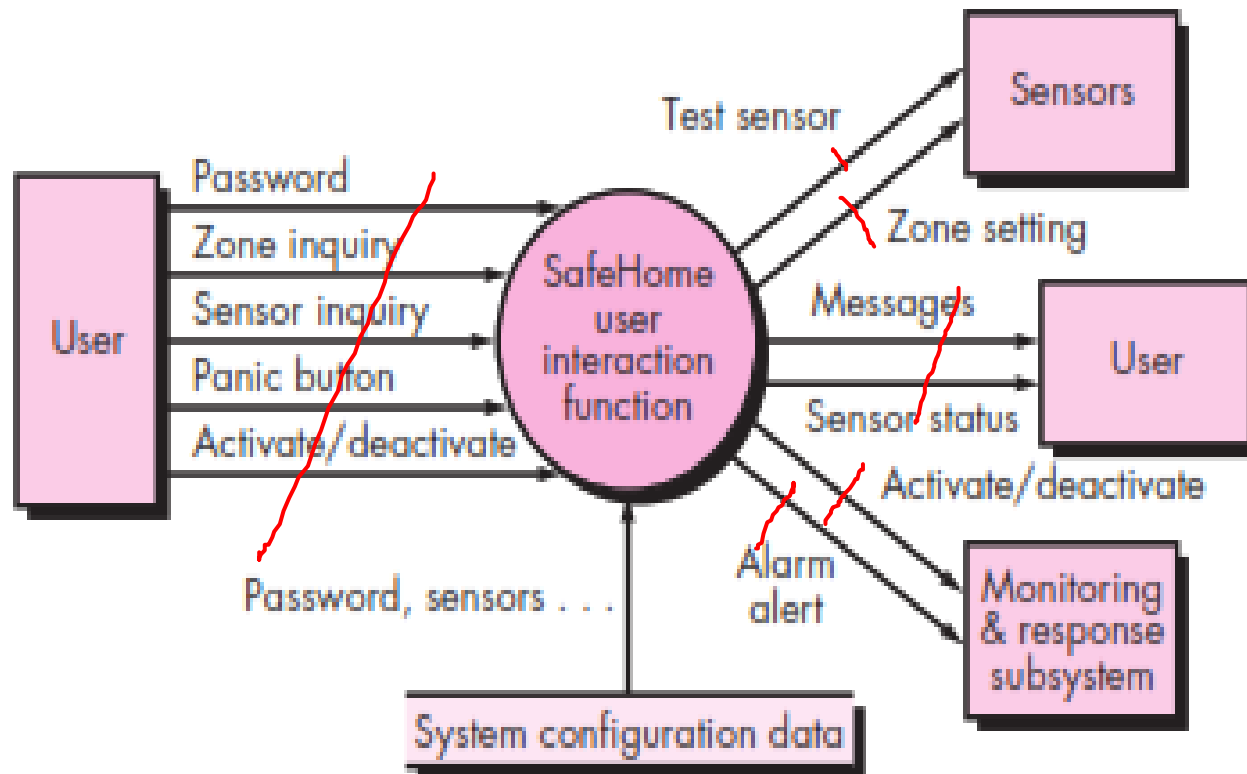 User
Password
Zone inquiry
Sensor inquiry
Panic button
Activate/deactivate
SafeHome
user
interaction
function
Password, sensors . . .
System configuration data
Test sensor
Zone setting
Sensors
Messages
Sensor status
User
Activate/deactivate
Alarm
alert
Monitoring
& response
subsystem